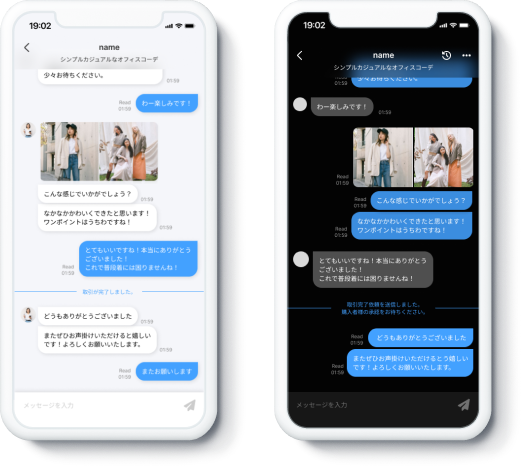 19:02
name
シンプルカジュアルなオフィスコーデ
少々お待ちください。
01:59
Read
01:59
わー楽しみです！
こんな感じでいかがでしょう？
01:59
なかなかかわいくできたと思います！
ワンポイントはうちわですね！
01:59
とてもいいですね！本当にありがとう
ございました！
これで普段着には困りませんね！
Read
01:59
取引が完了しました。
どうもありがとうございました
01:59
またぜひお声掛けいただけると嬉しい
です！よろしくお願いいたします。
01:59
Read
01:59
またお願いします
メッセージを入力
19:02
name
シンプルカジュアルなオフィスコーデ
Read
01:59
少々お待ちください。
わー楽しみです！
01:59
Read
01:59
Read
01:59
こんな感じでいかがでしょう？
Read
01:59
なかなかかわいくできたと思います！
ワンポイントはうちわですね！
とてもいいですね！本当にありがとう
ございました！
これで普段着には困りませんね！
01:59
取引完了依頼を送信しました。
購入者様の承認をお待ちください。
Read
01:59
どうもありがとうございました
Read
01:59
またぜひお声掛けいただけるとう嬉しい
です！よろしくお願いいたします。
メッセージを入力